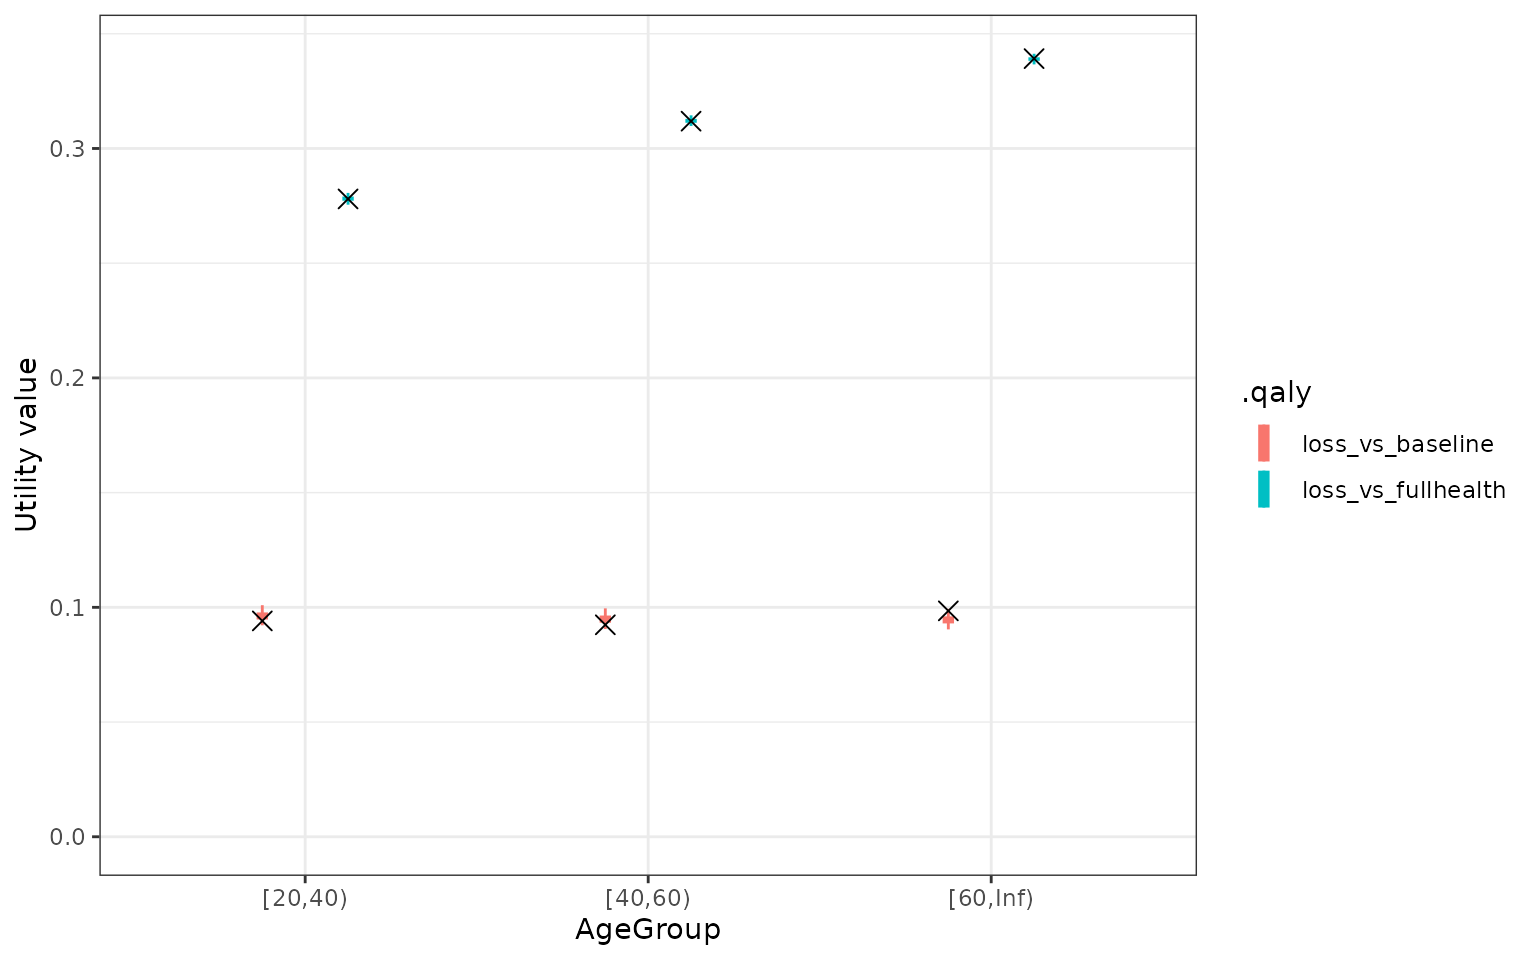 Utility value
0.3
0.2
0.1
0.0
[20,40)
[40,60)
[60,Inf)
AgeGroup
.qaly
loss_vs_baseline
loss_vs_fullhealth